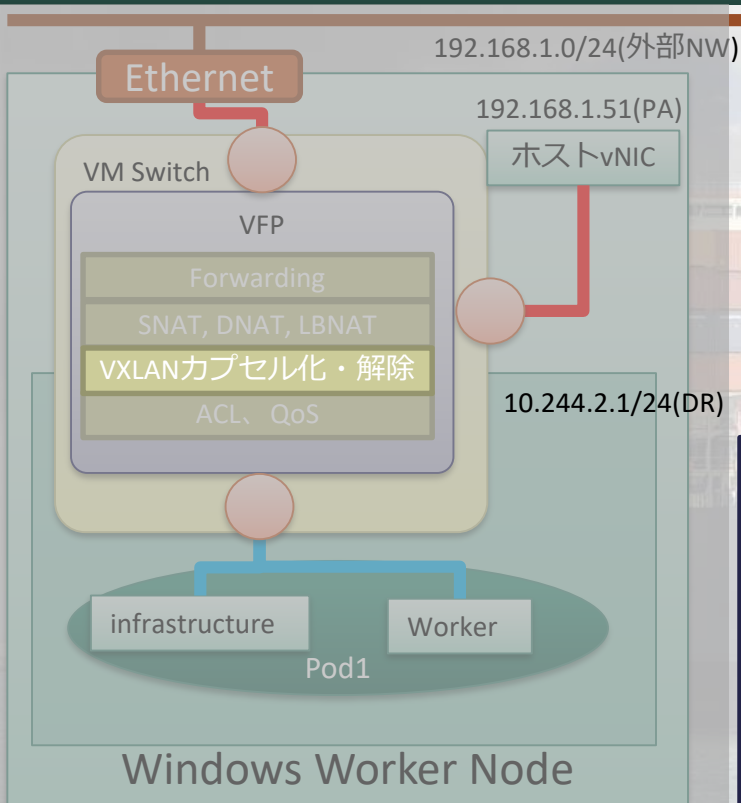 192.168.1.0/24(外部NW)
Ethernet
192.168.1.51(PA)
ホストvNIC
VM Switch
VFP
Forwarding
SNAT, DNAT, LBNAT
VXLANカプセル化・解除
ACL、QoS
10.244.2.1/24(DR)
infrastructure
Worker
Pod1
Windows Worker Node